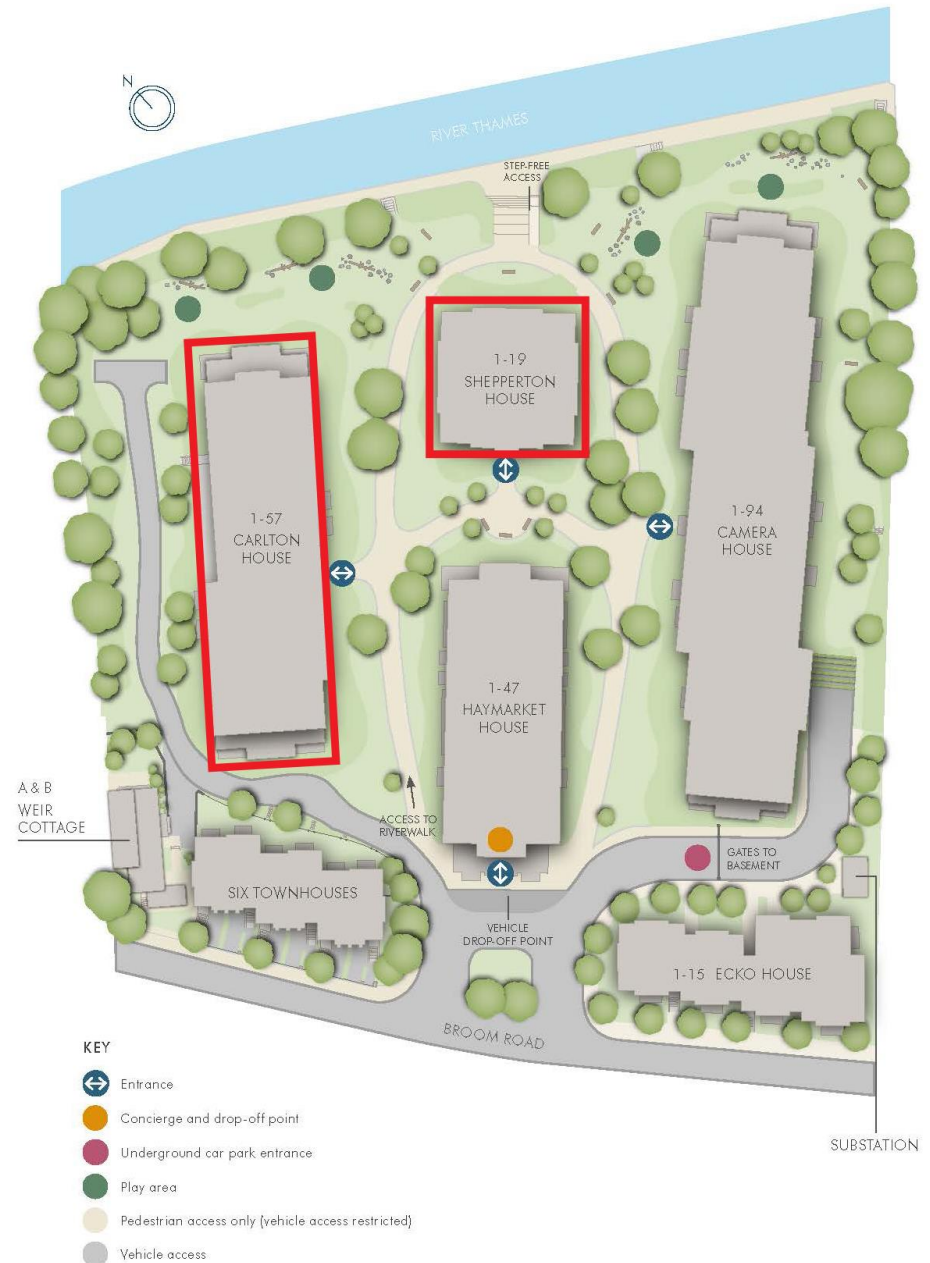 N
RIVER THAMES
STEP-FREE
ACCESS
1-19
SHEPPERTON
HOUSE
1-57
CARLTON
HOUSE
1-94
CAMERA
HOUSE
1-47
HAYMARKET
HOUSE
A & B
WEIR
COTTAGE
ACCESS TO
RIVERWALK
GATES TO
BASEMENT
SIX TOWNHOUSES
VEHICLE
DROP-OFF POINT
1-15 ECKO HOUSE
BROOM ROAD
SUBSTATION
KEY
Entrance
Concierge and drop-off point
Underground car park entrance
Play area
Pedestrian access only (vehicle access restricted)
Vehicle access